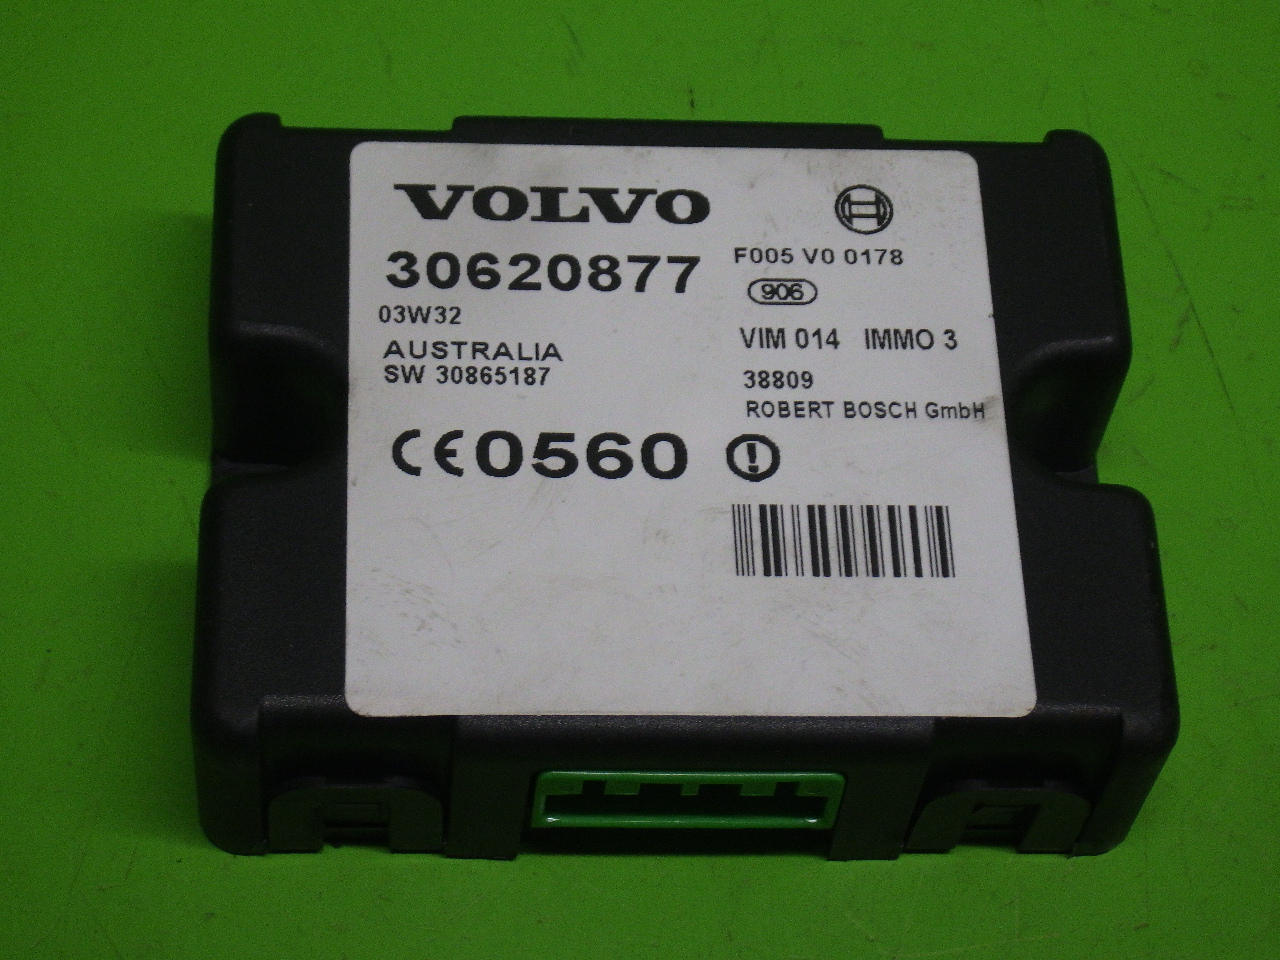 VOLVO
30620877
03W32
AUSTRALIA
SW 30865187
CE0560
F005 V0 0178
906
VIM 014 IMMO 3
38809
ROBERT BOSCH GmbH